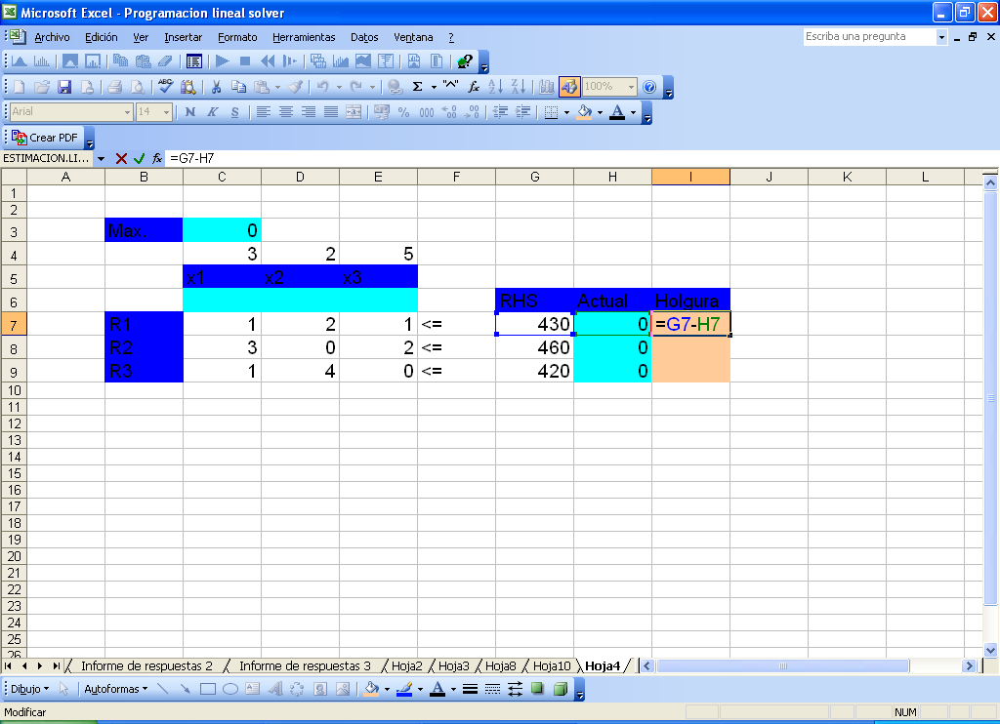 Microsoft Excel - Programacion lineal solver
Archivo Edición Ver Insertar Formato Herramientas Datos Ventana ? Escriba una pregunta
100%
Arial 14 N K S % 000
Crear PDF
ESTIMACION.LI... =G7-H7
A B C D E F G H I J K L
1
2
3 Max. 0
4 3 2 5
5 x1 x2 x3
6 RHS Actual Holgura
7 R1 1 2 1 <= 430 0 =G7-H7
8 R2 3 0 2 <= 460 0
9 R3 1 4 0 <= 420 0
10
11
12
13
14
15
16
17
18
19
20
21
22
23
24
25
26
Informe de respuestas 2 Informe de respuestas 3 Hoja2 Hoja3 Hoja8 Hoja10 Hoja4
Dibujo Autoformas
Modificar NUM